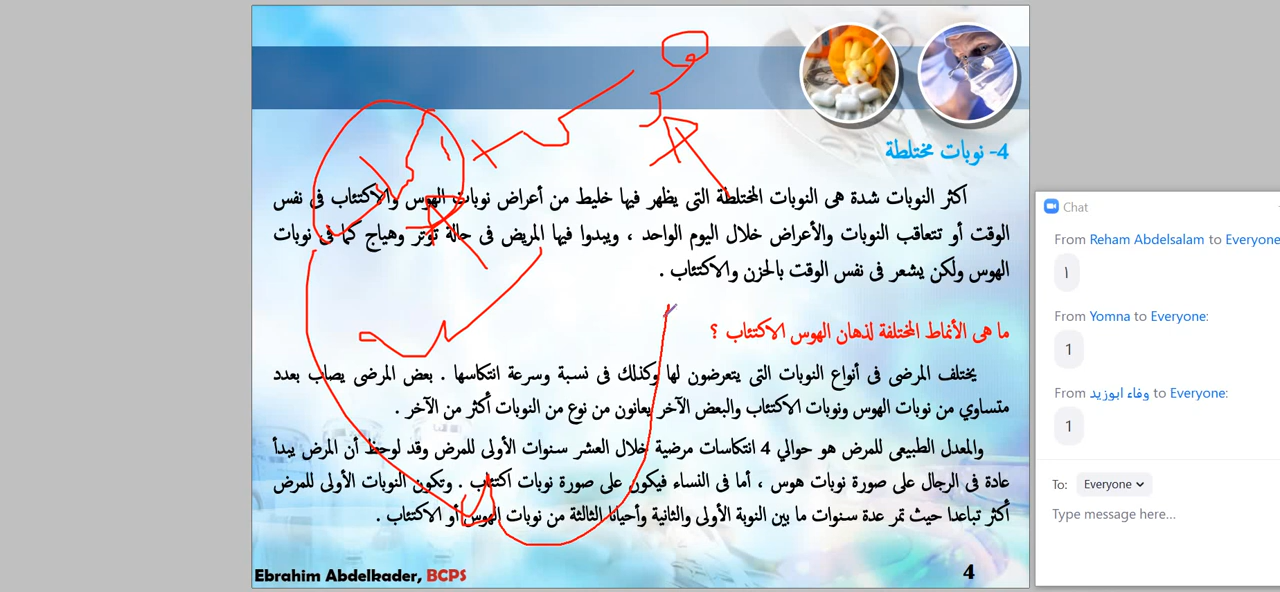 4- نوبات مختلطة
اكثر النوبات شدة هى النوبات المختلطة التى يظهر فيها خليط من أعراض نوبات الهوس والاكتئاب فى نفس
الوقت أو تتعاقب النوبات والأعراض خلال اليوم الواحد ، ويبدوا فيها المريض فى حالة توتر وهياج كما فى نوبات
الهوس ولكن يشعر فى نفس الوقت بالحزن والاكتئاب .
ما هى الأنماط المختلفة لذهان الهوس الاكتئاب ؟
يختلف المرضى فى أنواع النوبات التى يتعرضون لها وكذلك فى نسبة وسرعة انتكاسها . بعض المرضى يصاب بعدد
متساوي من نوبات الهوس ونوبات الاكتئاب والبعض الآخر يعانون من نوع من النوبات أكثر من الآخر .
والمعدل الطبيعى للمرض هو حوالي 4 انتكاسات مرضية خلال العشر سنوات الأولى للمرض وقد لوحظ أن المرض يبدأ
عادة فى الرجال على صورة نوبات هوس ، أما فى النساء فيكون على صورة نوبات اكتئاب . وتكون النوبات الأولى للمرض
أكثر تباعدا حيث تمر عدة سنوات ما بين النوبة الأولى والثانية وأحيانا الثالثة من نوبات الهوس أو الاكتئاب .
Ebrahim Abdelkader, BCPS
4
Chat
From Reham Abdelsalam to Everyone
١
From Yomna to Everyone:
1
From وفاء ابوزيد to Everyone:
1
To: Everyone
Type message here...